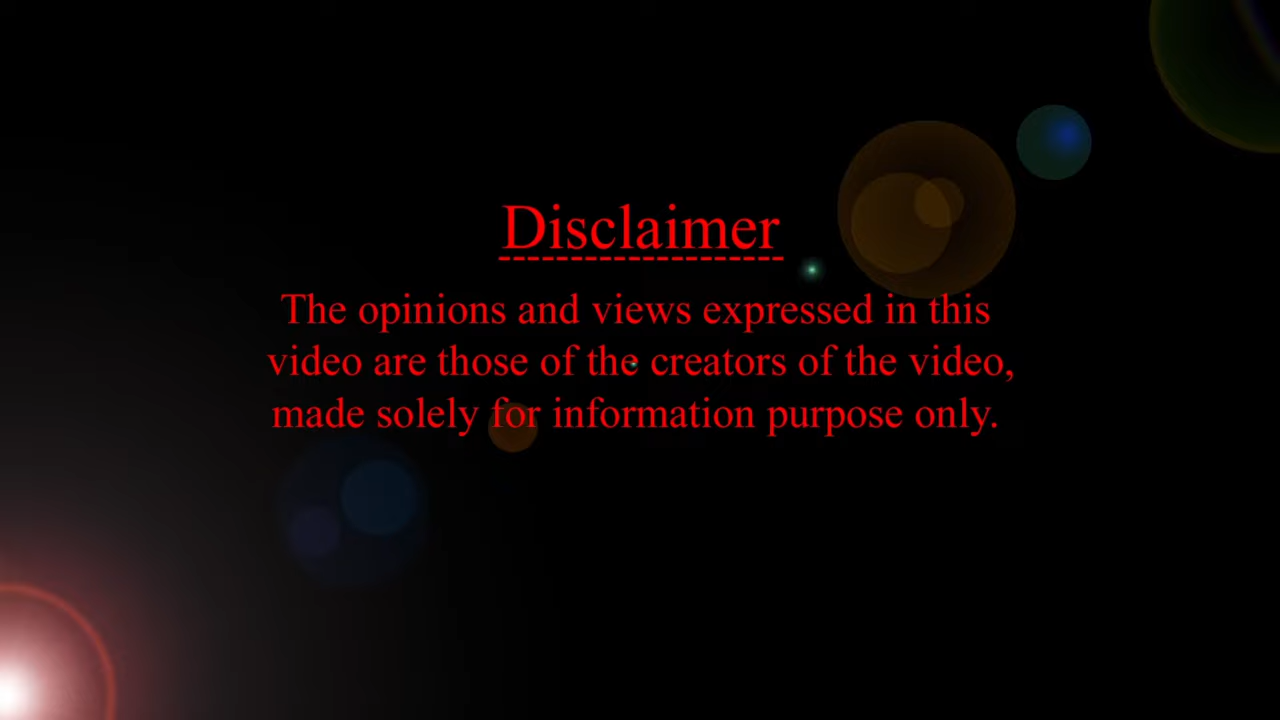 Disclaimer
The opinions and views expressed in this
video are those of the creators of the video,
made solely for information purpose only.